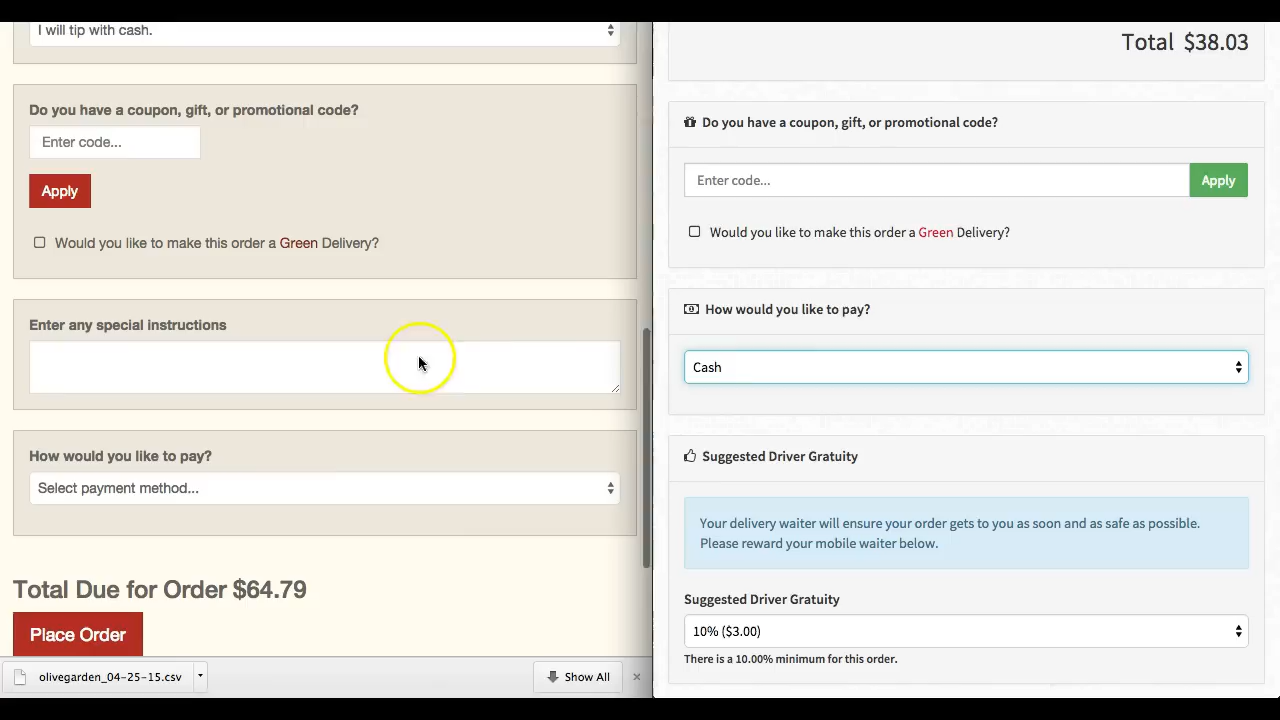 I will tip with cash.
Do you have a coupon, gift, or promotional code?
Enter code...
Apply
Would you like to make this order a Green Delivery?
Enter any special instructions
How would you like to pay?
Select payment method...
Total Due for Order $64.79
Place Order
olivegarden_04-25-15.csv
Show All
Total $38.03
Do you have a coupon, gift, or promotional code?
Enter code...
Apply
Would you like to make this order a Green Delivery?
How would you like to pay?
Cash
Suggested Driver Gratuity
Your delivery waiter will ensure your order gets to you as soon and as safe as possible.
Please reward your mobile waiter below.
Suggested Driver Gratuity
10% ($3.00)
There is a 10.00% minimum for this order.